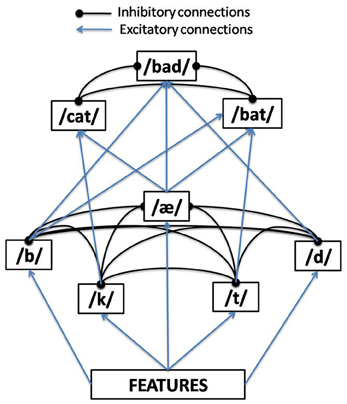 Inhibitory connections
Excitatory connections
/bad/
/cat/
/bat/
/æ/
/b/
/d/
/k/
/t/
FEATURES